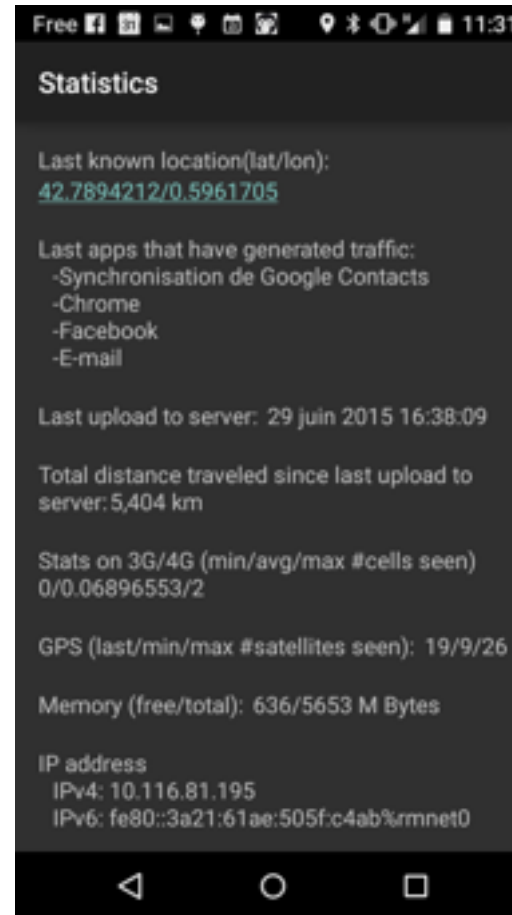 Free 31 11:31
Statistics
Last known location(lat/lon):
42.7894212/0.5961705
Last apps that have generated traffic:
-Synchronisation de Google Contacts
-Chrome
-Facebook
-E-mail
Last upload to server: 29 juin 2015 16:38:09
Total distance traveled since last upload to
server: 5,404 km
Stats on 3G/4G (min/avg/max #cells seen)
0/0.06896553/2
GPS (last/min/max #satellites seen): 19/9/26
Memory (free/total): 636/5653 M Bytes
IP address
IPv4: 10.116.81.195
IPv6: fe80::3a21:61ae:505f:c4ab%rmnet0